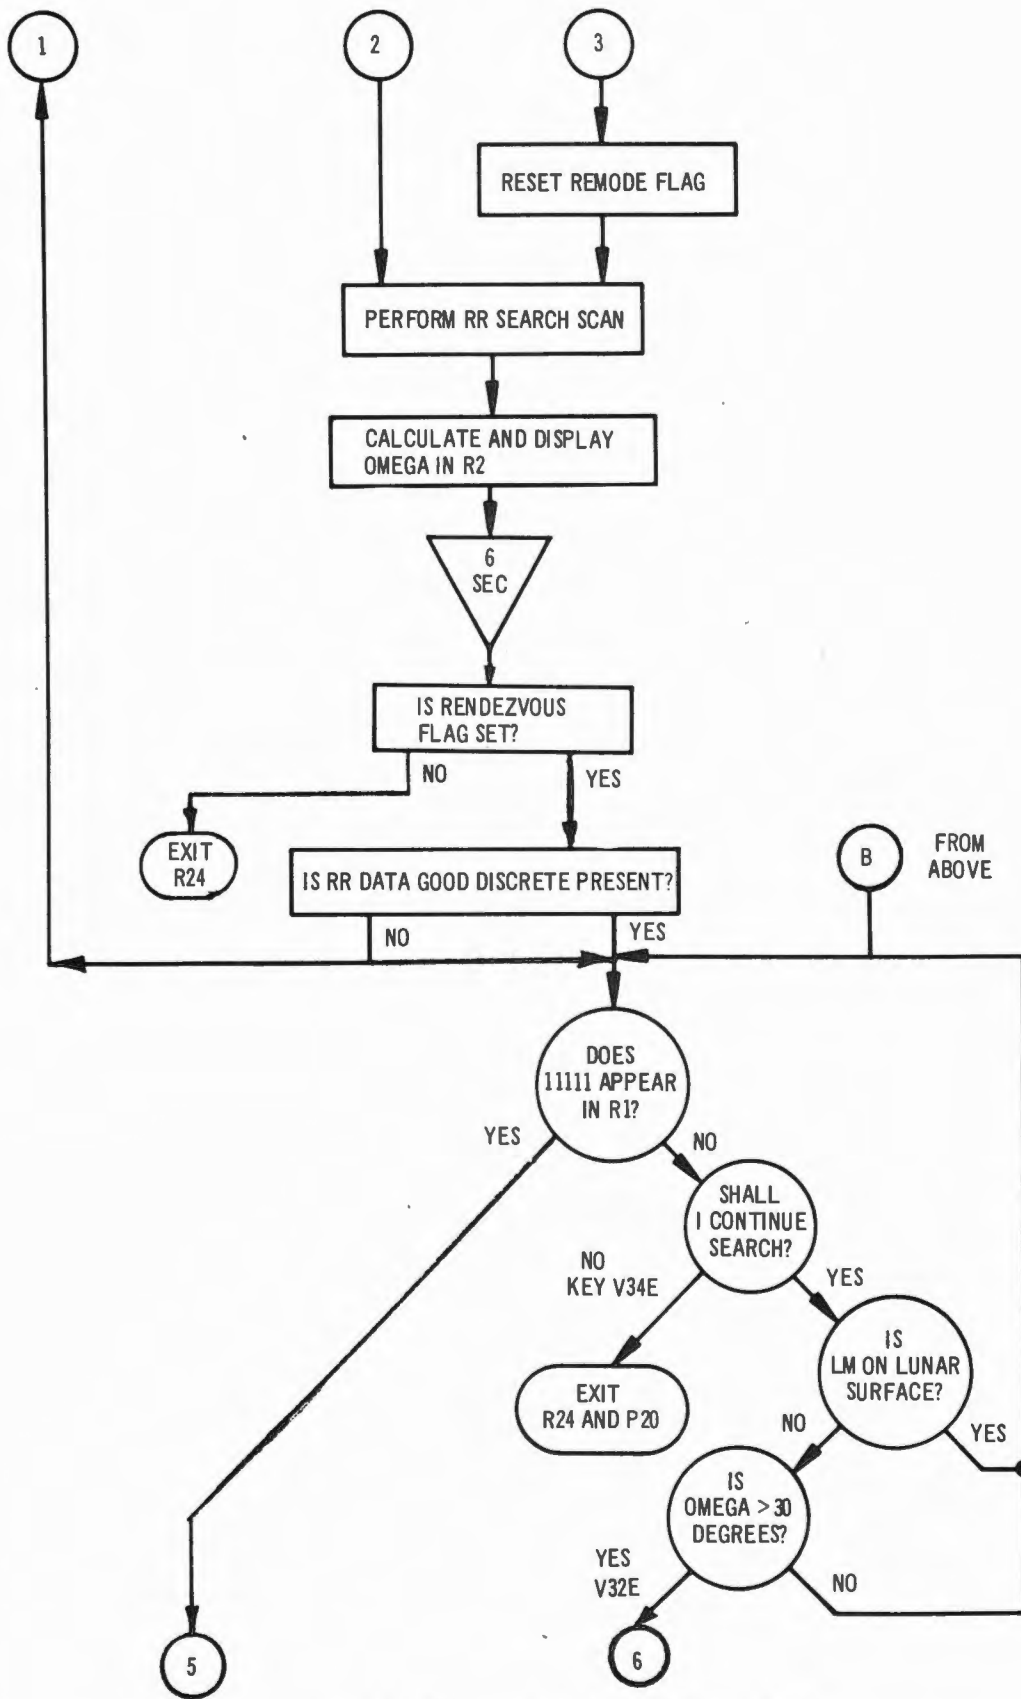 1
2
3
RESET REMODE FLAG
PERFORM RR SEARCH SCAN
CALCULATE AND DISPLAY
OMEGA IN R2
6
SEC
IS RENDEZVOUS
FLAG SET?
NO
YES
EXIT
R24
B
FROM
ABOVE
IS RR DATA GOOD DISCRETE PRESENT?
NO
YES
DOES
11111 APPEAR
IN R1?
YES
NO
SHALL
I CONTINUE
SEARCH?
NO
KEY V34E
YES
IS
LM ON LUNAR
SURFACE?
EXIT
R24 AND P20
NO
YES
IS
OMEGA > 30
DEGREES?
YES
V32E
NO
5
6